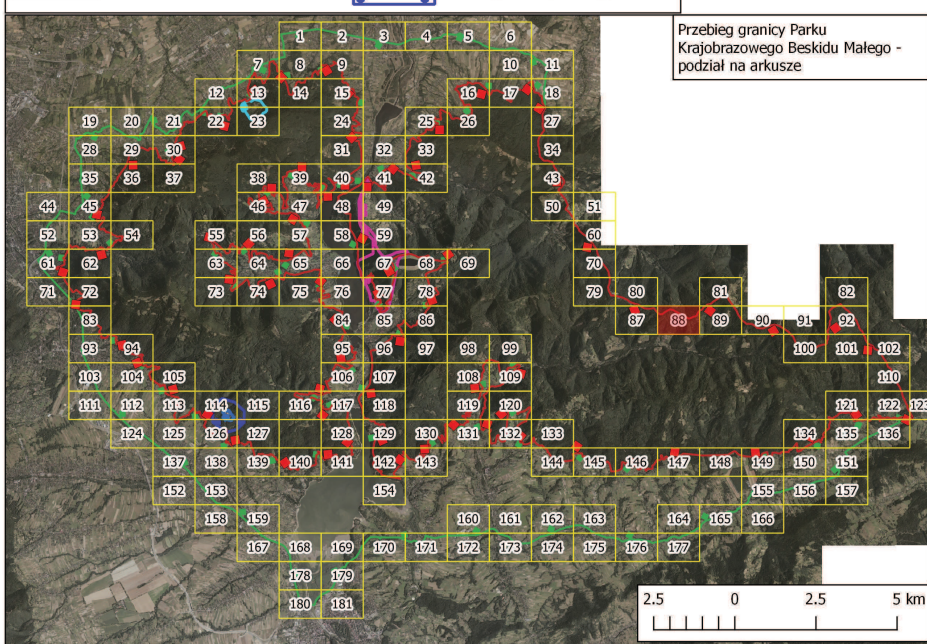 Przebieg granicy Parku
Krajobrazowego Beskidu Małego -
podział na arkusze
1 2 3 4 5 6
7 8 9 10 11
12 13 14 15 16 17 18
19 20 21 22 23 24 25 26 27
28 29 30 31 32 33 34
35 36 37 38 39 40 41 42 43
44 45 46 47 48 49 50 51
52 53 54 55 56 57 58 59 60
61 62 63 64 65 66 67 68 69 70
71 72 73 74 75 76 77 78 79 80 81 82
83 84 85 86 87 88 89 90 91 92
93 94 95 96 97 98 99 100 101 102
103 104 105 106 107 108 109 110
111 112 113 114 115 116 117 118 119 120 121 122 123
124 125 126 127 128 129 130 131 132 133 134 135 136
137 138 139 140 141 142 143 144 145 146 147 148 149 150 151
152 153 154 155 156 157
158 159 160 161 162 163 164 165 166
167 168 169 170 171 172 173 174 175 176 177
178 179
180 181
2.5 0 2.5 5 km